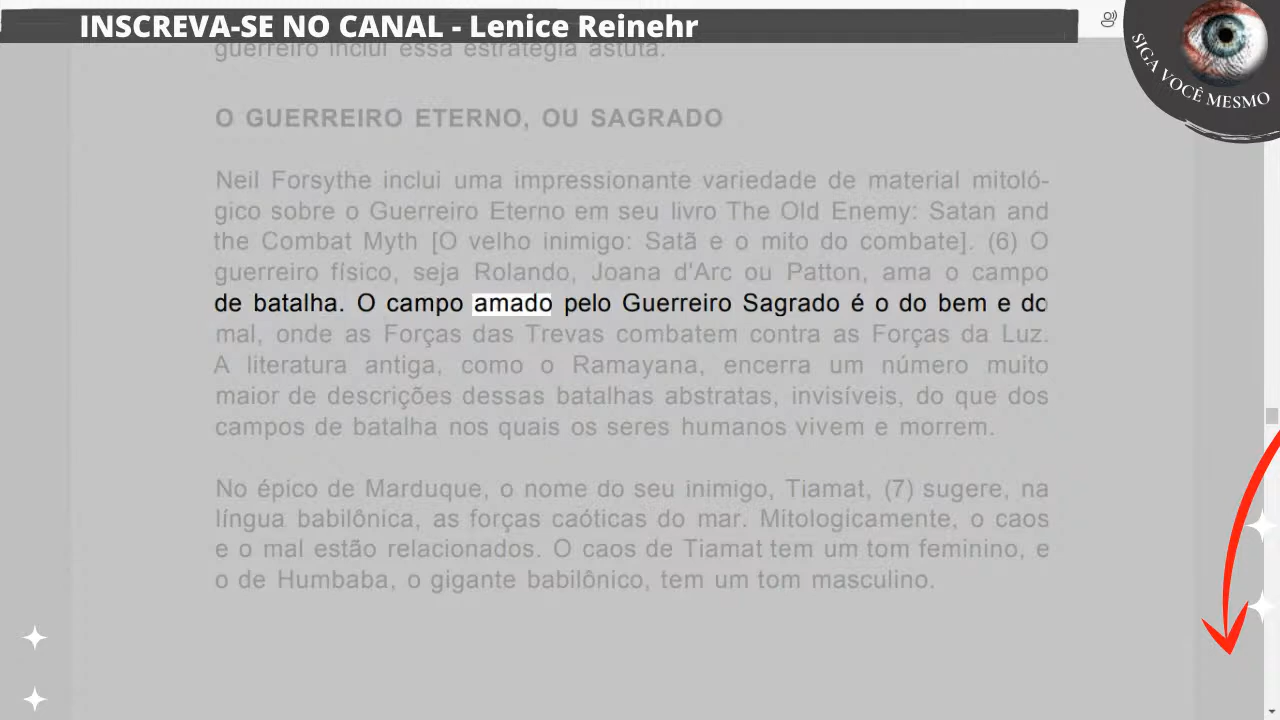 INSCREVA-SE NO CANAL - Lenice Reinehr
SIGA VOCÊ MESMO
guerreiro inclui essa estratégia astuta.
O GUERREIRO ETERNO, OU SAGRADO
Neil Forsythe inclui uma impressionante variedade de material mitoló-
gico sobre o Guerreiro Eterno em seu livro The Old Enemy: Satan and
the Combat Myth [O velho inimigo: Satã e o mito do combate]. (6) O
guerreiro físico, seja Rolando, Joana d'Arc ou Patton, ama o campo
de batalha. O campo amado pelo Guerreiro Sagrado é o do bem e do
mal, onde as Forças das Trevas combatem contra as Forças da Luz.
A literatura antiga, como o Ramayana, encerra um número muito
maior de descrições dessas batalhas abstratas, invisíveis, do que dos
campos de batalha nos quais os seres humanos vivem e morrem.
No épico de Marduque, o nome do seu inimigo, Tiamat, (7) sugere, na
língua babilônica, as forças caóticas do mar. Mitologicamente, o caos
e o mal estão relacionados. O caos de Tiamat tem um tom feminino, e
o de Humbaba, o gigante babilônico, tem um tom masculino.